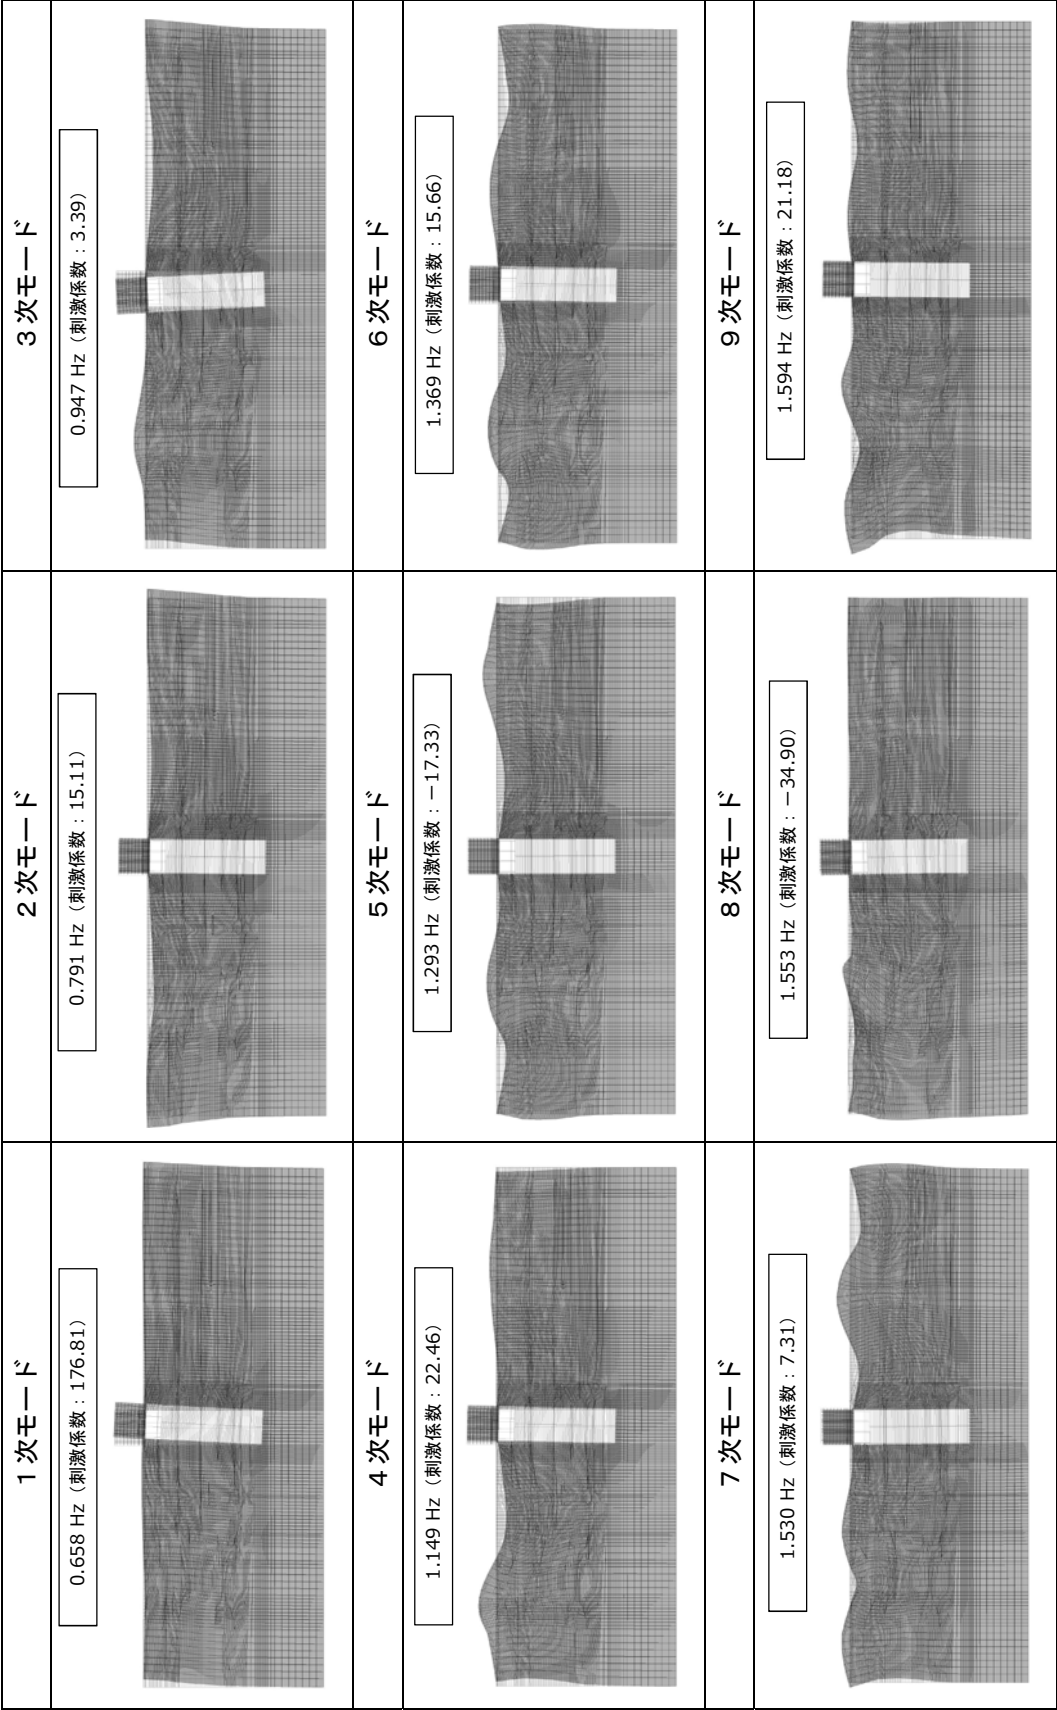 1次モード
0.658 Hz（刺激係数：176.81）
2次モード
0.791 Hz（刺激係数：15.11）
3次モード
0.947 Hz（刺激係数：3.39）
4次モード
1.149 Hz（刺激係数：22.46）
5次モード
1.293 Hz（刺激係数：－17.33）
6次モード
1.369 Hz（刺激係数：15.66）
7次モード
1.530 Hz（刺激係数：7.31）
8次モード
1.553 Hz（刺激係数：－34.90）
9次モード
1.594 Hz（刺激係数：21.18）